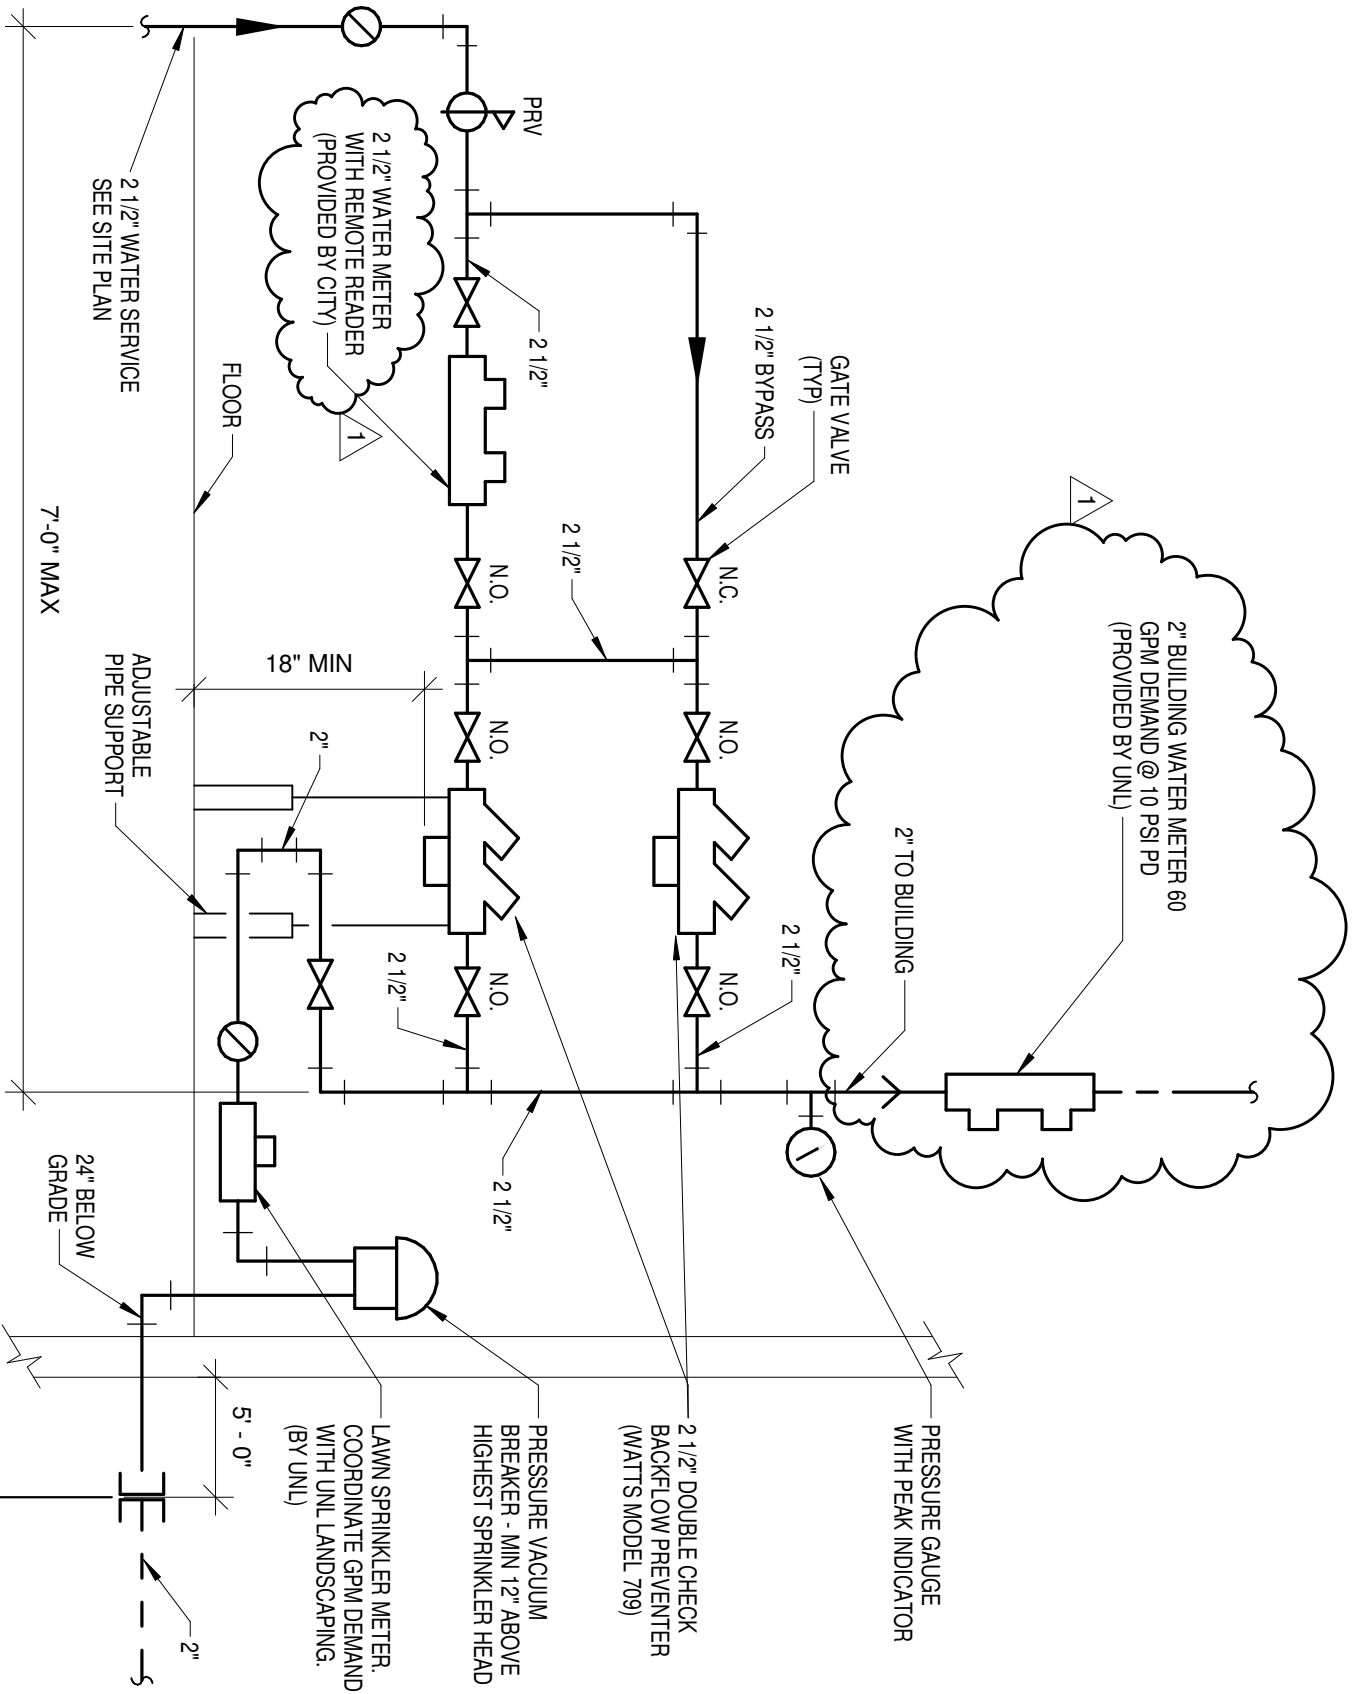 2" BUILDING WATER METER 60
GPM DEMAND @ 10 PSI PD
(PROVIDED BY UNL)
1
2" TO BUILDING
PRESSURE GAUGE
WITH PEAK INDICATOR
GATE VALVE
(TYP)
2 1/2" BYPASS
N.C.
N.O.
N.O.
2 1/2"
2 1/2" DOUBLE CHECK
BACKFLOW PREVENTER
(WATTS MODEL 709)
PRV
2 1/2"
2 1/2"
N.O.
N.O.
N.O.
2 1/2"
2 1/2"
PRESSURE VACUUM
BREAKER - MIN 12" ABOVE
HIGHEST SPRINKLER HEAD
2 1/2" WATER METER
WITH REMOTE READER
(PROVIDED BY CITY)
1
18" MIN
2"
LAWN SPRINKLER METER.
COORDINATE GPM DEMAND
WITH UNL LANDSCAPING.
(BY UNL)
FLOOR
5' - 0"
2 1/2" WATER SERVICE
SEE SITE PLAN
ADJUSTABLE
PIPE SUPPORT
24" BELOW
GRADE
2"
7'-0" MAX